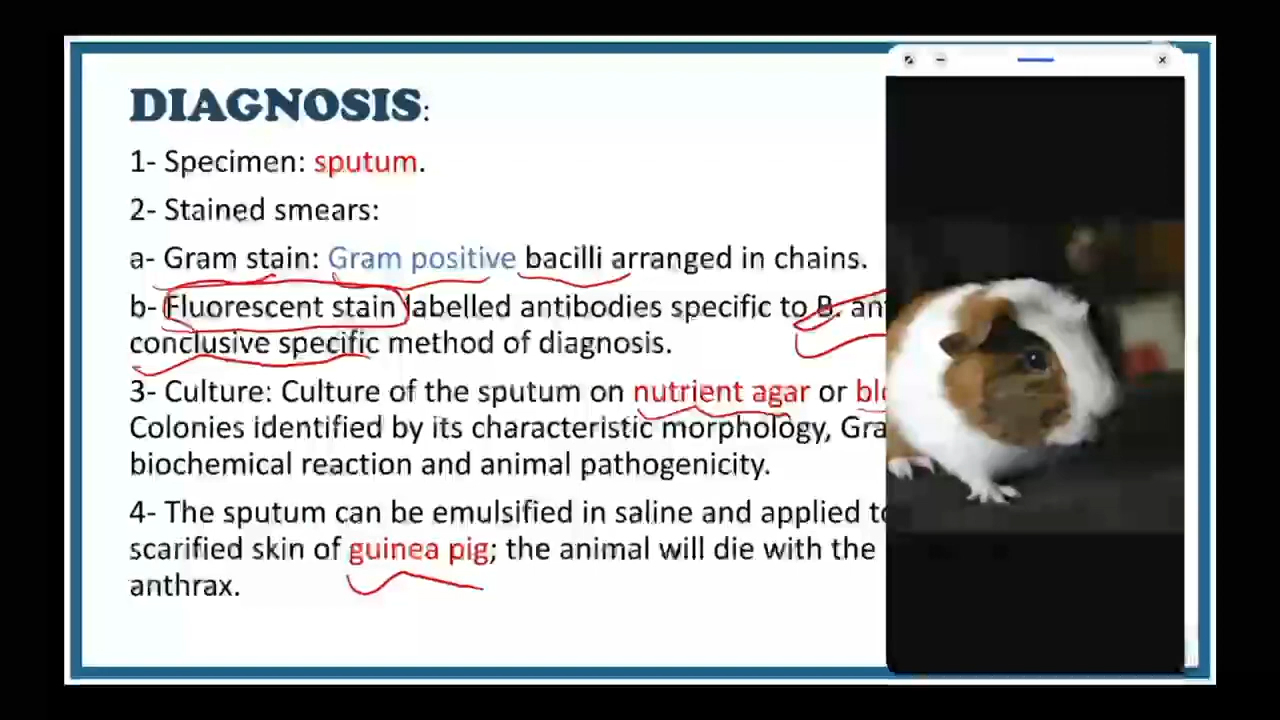 DIAGNOSIS:
1- Specimen: sputum.
2- Stained smears:
a- Gram stain: Gram positive bacilli arranged in chains.
b- Fluorescent stain labelled antibodies specific to B.
conclusive specific method of diagnosis.
3- Culture: Culture of the sputum on nutrient agar or
Colonies identified by its characteristic morphology,
biochemical reaction and animal pathogenicity.
4- The sputum can be emulsified in saline and applied
scarified skin of guinea pig; the animal will die with the
anthrax.